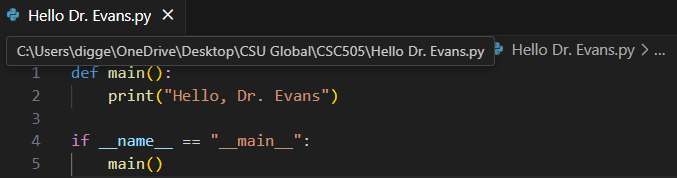 Hello Dr. Evans.py ×
C:\Users\digge\OneDrive\Desktop\CSU Global\CSC505\Hello Dr. Evans.py
Hello Dr. Evans.py > ...
1 def main():
2     print("Hello, Dr. Evans")
3
4 if __name__ == "__main__":
5     main()